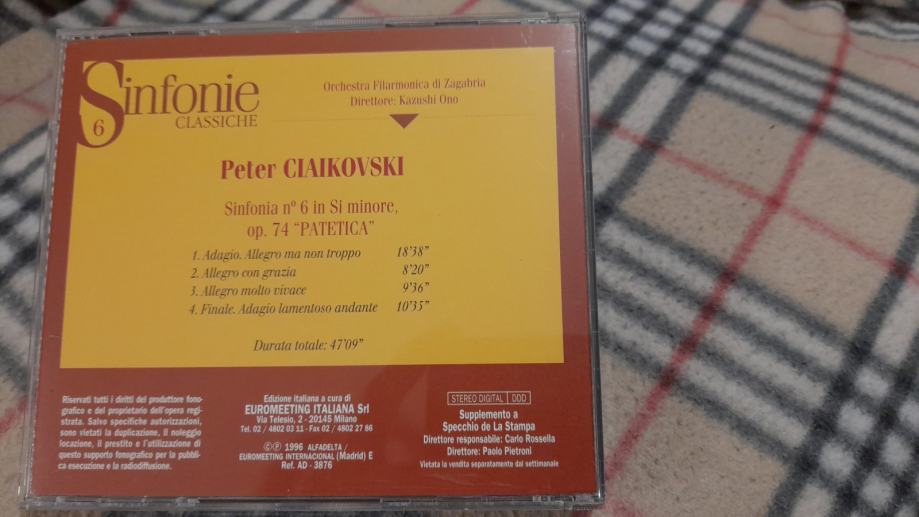 Sinfonie
CLASSICHE
6
Orchestra Filarmonica di Zagabria
Direttore: Kazushi Ono
Peter CIAIKOVSKI
Sinfonia nº 6 in Si minore,
op. 74 “PATETICA”
1. Adagio. Allegro ma non troppo 18'38”
2. Allegro con grazia 8'20”
3. Allegro molto vivace 9'36”
4. Finale. Adagio lamentoso andante 10'35”
Durata totale: 47'09”
Riservati tutti i diritti del produttore fono-
grafico e del proprietario dell'opera regi-
strata. Salvo specifiche autorizzazioni,
sono vietati la duplicazione, il noleggio
locazione, il prestito e l'utilizzazione di
questo supporto fonografico per la pubbli-
ca esecuzione e la radiodiffusione.
Edizione italiana a cura di
EUROMEETING ITALIANA Srl
Via Telesio, 2 - 20145 Milano
Tel. 02 / 4802 03 11 - Fax 02 / 4802 27 86
©℗ 1996 ALFADELTA /
EUROMEETING INTERNACIONAL (Madrid) E
Ref. AD - 3876
STEREO DIGITAL DDD
Supplemento a
Specchio de La Stampa
Direttore responsabile: Carlo Rossella
Direttore: Paolo Pietroni
Vietata la vendita separatamente dal settimanale